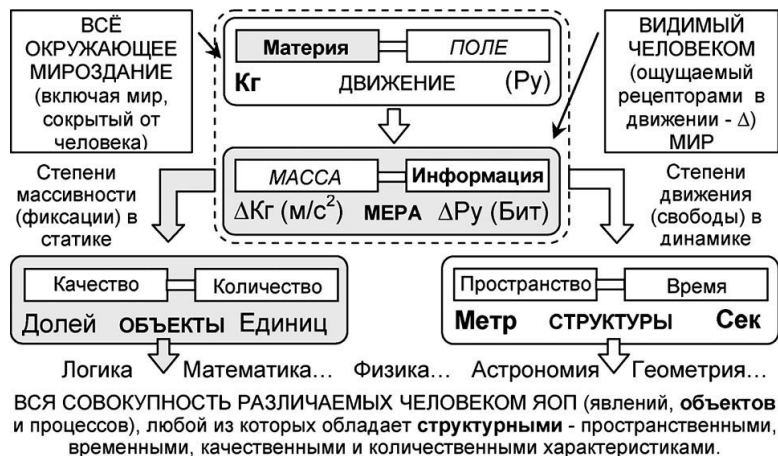 ВСЁ
ОКРУЖАЮЩЕЕ
МИРОЗДАНИЕ
(включая мир,
сокрытый от
человека)
Материя
ПОЛЕ
Кг ДВИЖЕНИЕ (Ру)
ВИДИМЫЙ
ЧЕЛОВЕКОМ
(ощущаемый
рецепторами в
движении - Δ)
МИР
Степени
массивности
(фиксации) в
статике
МАССА
Информация
ΔКг (м/с²) МЕРА ΔРу (Бит)
Степени
движения
(свободы) в
динамике
Качество
Количество
Долей ОБЪЕКТЫ Единиц
Пространство
Время
Метр СТРУКТУРЫ Сек
Логика Математика… Физика… Астрономия Геометрия…
ВСЯ СОВОКУПНОСТЬ РАЗЛИЧАЕМЫХ ЧЕЛОВЕКОМ ЯОП (явлений, объектов
и процессов), любой из которых обладает структурными - пространственными,
временными, качественными и количественными характеристиками.